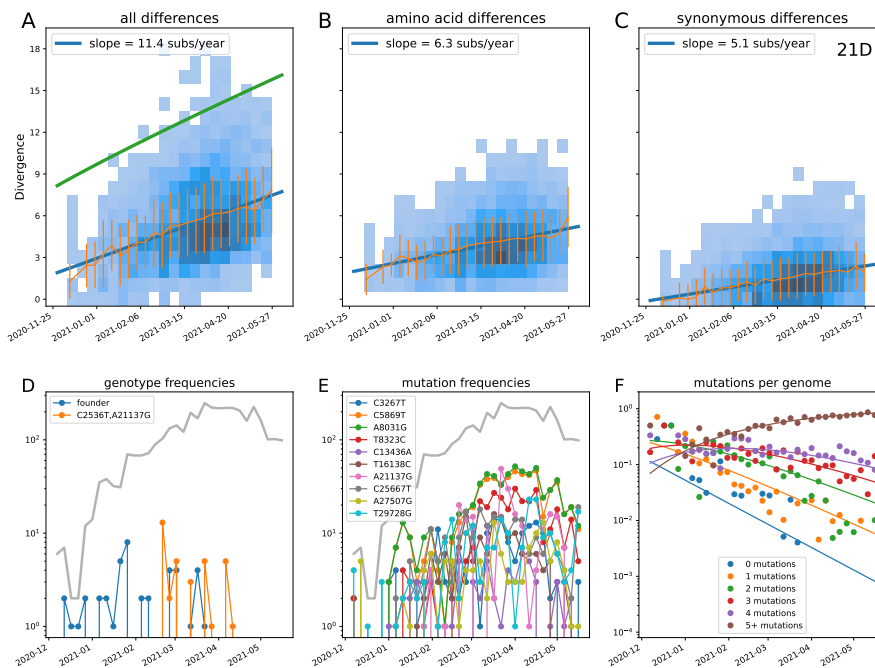 A
all differences
slope = 11.4 subs/year
Divergence
18
15
12
9
6
3
0
2020-11-25
2021-01-01
2021-02-06
2021-03-15
2021-04-20
2021-05-27
B
amino acid differences
slope = 6.3 subs/year
2020-11-25
2021-01-01
2021-02-06
2021-03-15
2021-04-20
2021-05-27
C
synonymous differences
slope = 5.1 subs/year
21D
2020-11-25
2021-01-01
2021-02-06
2021-03-15
2021-04-20
2021-05-27
D
genotype frequencies
founder
C2536T,A21137G
10²
10¹
10⁰
2020-12
2021-01
2021-02
2021-03
2021-04
2021-05
E
mutation frequencies
C3267T
C5869T
A8031G
T8323C
C13436A
T16138C
A21137G
C25667T
A27507G
T29728G
10²
10¹
10⁰
2020-12
2021-01
2021-02
2021-03
2021-04
2021-05
F
mutations per genome
10⁰
10⁻¹
10⁻²
10⁻³
10⁻⁴
0 mutations
1 mutations
2 mutations
3 mutations
4 mutations
5+ mutations
2020-12
2021-01
2021-02
2021-03
2021-04
2021-05